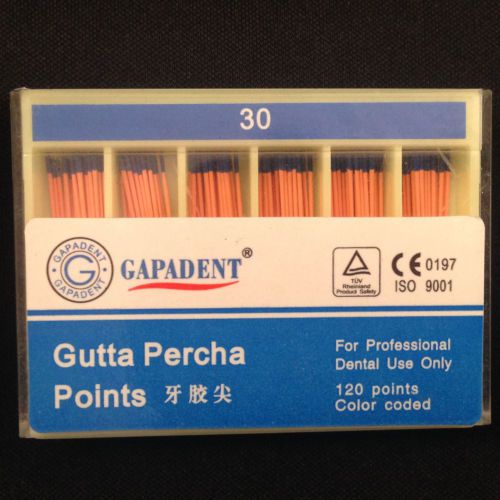 30
GAPADENT
G
GAPADENT
GAPADENT®
TÜV
Rheinland
Product Safety
CE 0197
ISO 9001
Gutta Percha
Points 牙胶尖
For Professional
Dental Use Only
120 points
Color coded